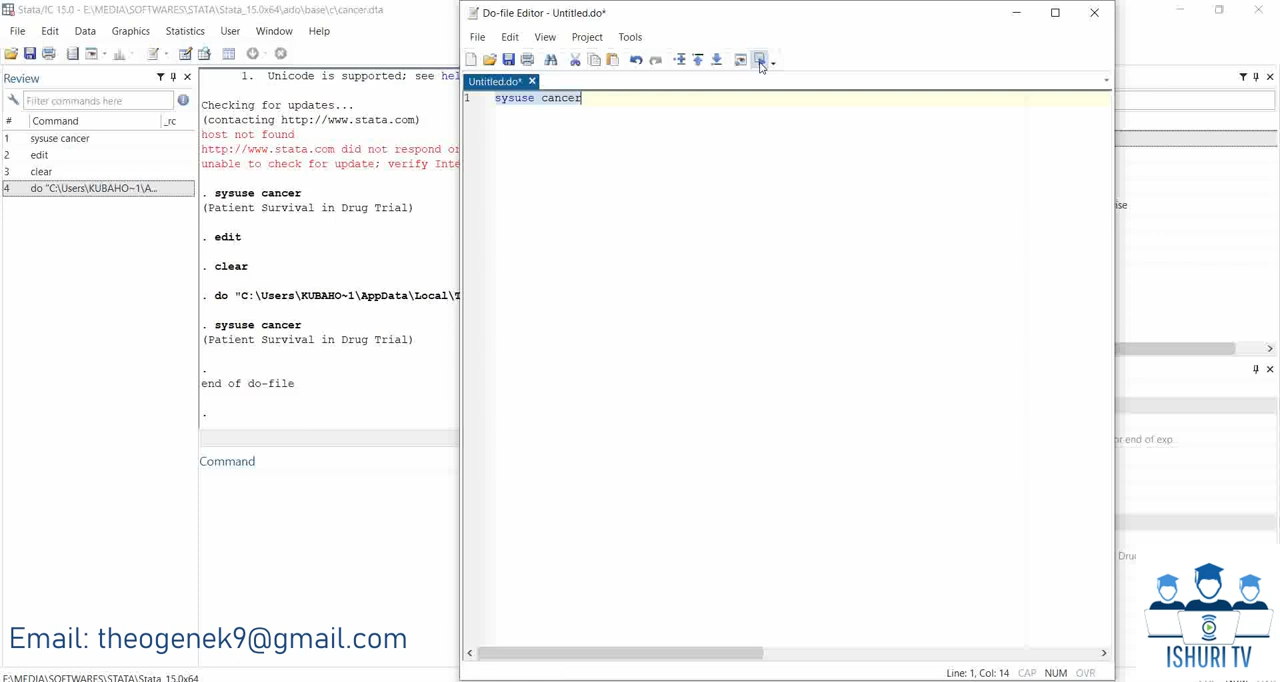 Stata/IC 15.0 - E:\MEDIA\SOFTWARES\STATA\Stata_15.0x64\ado\base\c\cancer.dta
File Edit Data Graphics Statistics User Window Help
Review
Filter commands here
# Command _rc
1 sysuse cancer
2 edit
3 clear
4 do "C:\Users\KUBAHO~1\A...
1. Unicode is supported; see hel
Checking for updates...
(contacting http://www.stata.com)
host not found
http://www.stata.com did not respond or
unable to check for update; verify Inte
. sysuse cancer
(Patient Survival in Drug Trial)
. edit
. clear
. do "C:\Users\KUBAHO~1\AppData\Local\T
. sysuse cancer
(Patient Survival in Drug Trial)
.
end of do-file
.
Command
Do-file Editor - Untitled.do*
File Edit View Project Tools
Untitled.do*
1 sysuse cancer
Line: 1, Col: 14 CAP NUM OVR
ise
r end of exp.
Dru
Email: theogenek9@gmail.com
ISHURI TV
E:\MEDIA\SOFTWARES\STATA\Stata_15.0x64